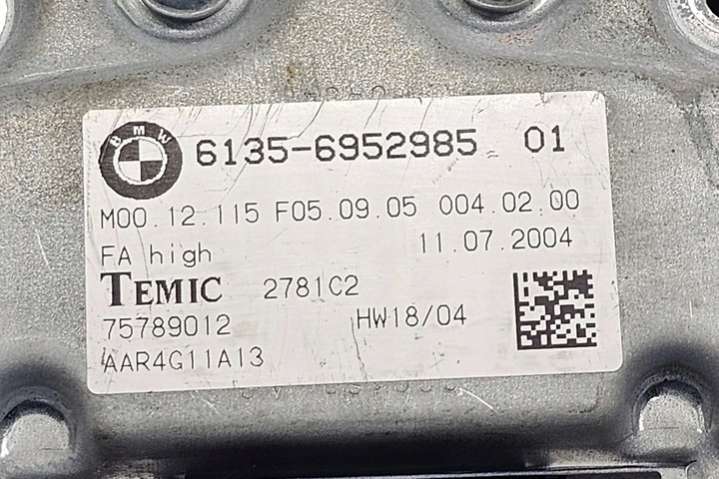 BMW
6135-6952985 01
M00.12.115 F05.09.05 004.02.00
FA high 11.07.2004
TEMIC 2781C2
75789012 HW18/04
AAR4G11A13